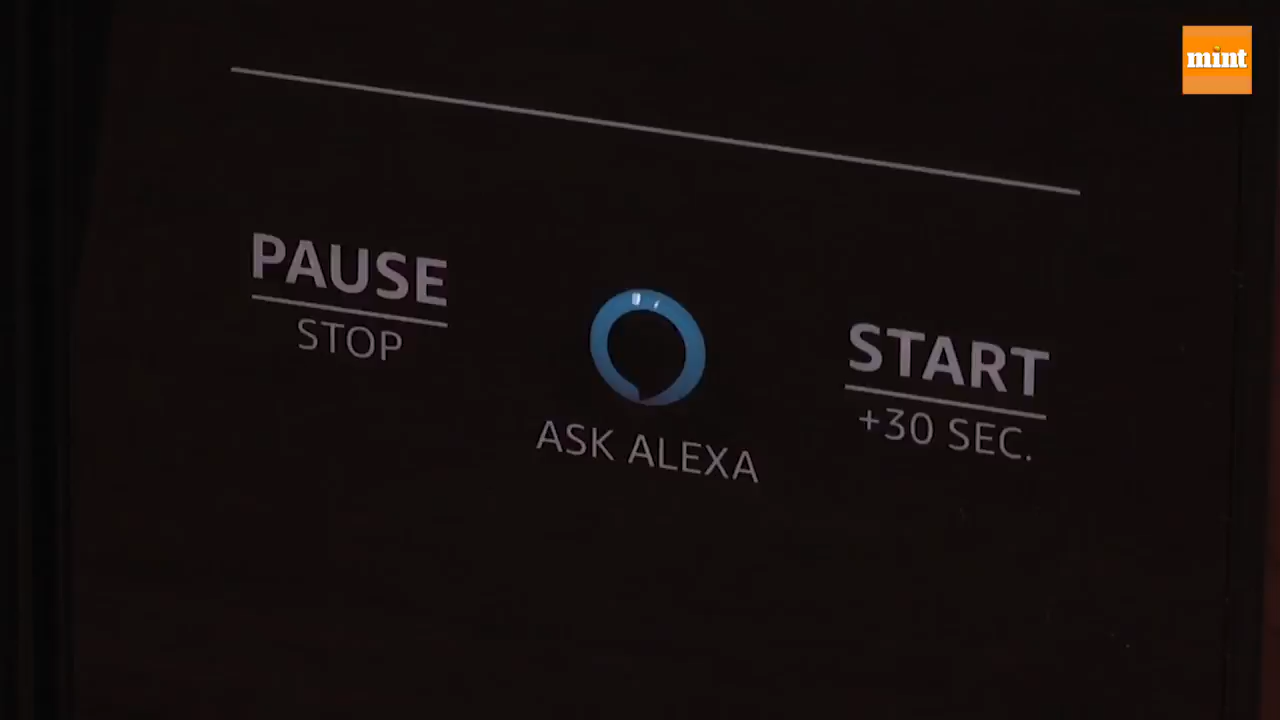 mint
PAUSE
STOP
ASK ALEXA
START
+30 SEC.